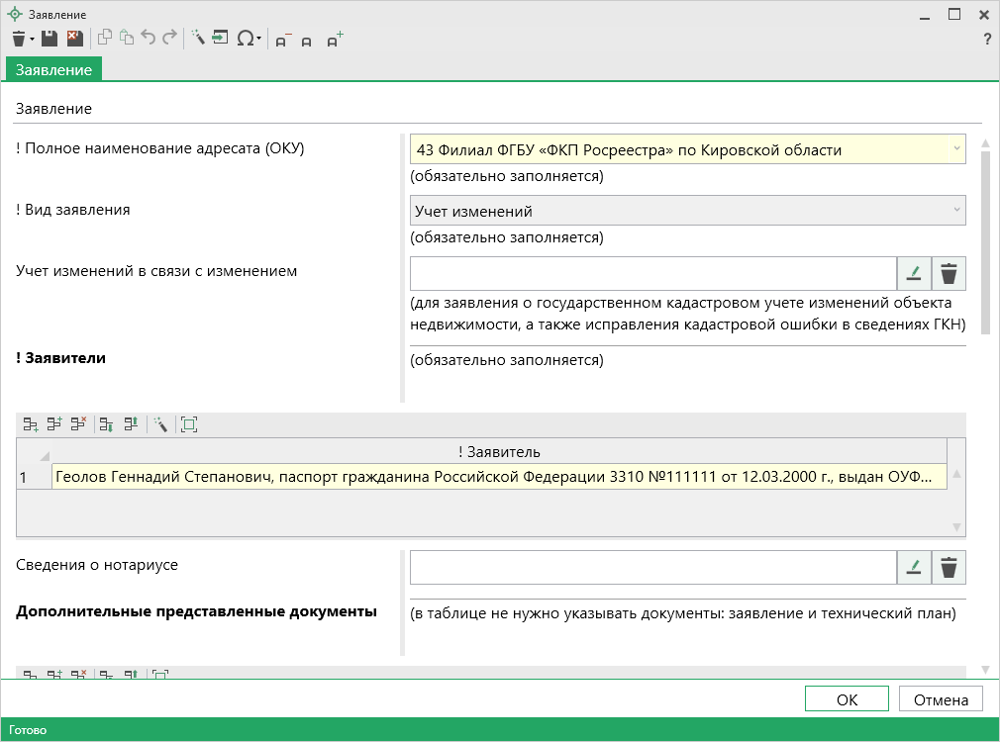 Заявление
?
Заявление
Заявление
! Полное наименование адресата (ОКУ)
43 Филиал ФГБУ «ФКП Росреестра» по Кировской области
(обязательно заполняется)
! Вид заявления
Учет изменений
(обязательно заполняется)
Учет изменений в связи с изменением
(для заявления о государственном кадастровом учете изменений объекта
недвижимости, а также исправления кадастровой ошибки в сведениях ГКН)
! Заявители
(обязательно заполняется)
! Заявитель
1 Геолов Геннадий Степанович, паспорт гражданина Российской Федерации 3310 №111111 от 12.03.2000 г., выдан ОУФ...
Сведения о нотариусе
Дополнительные представленные документы
(в таблице не нужно указывать документы: заявление и технический план)
ОК
Отмена
Готово